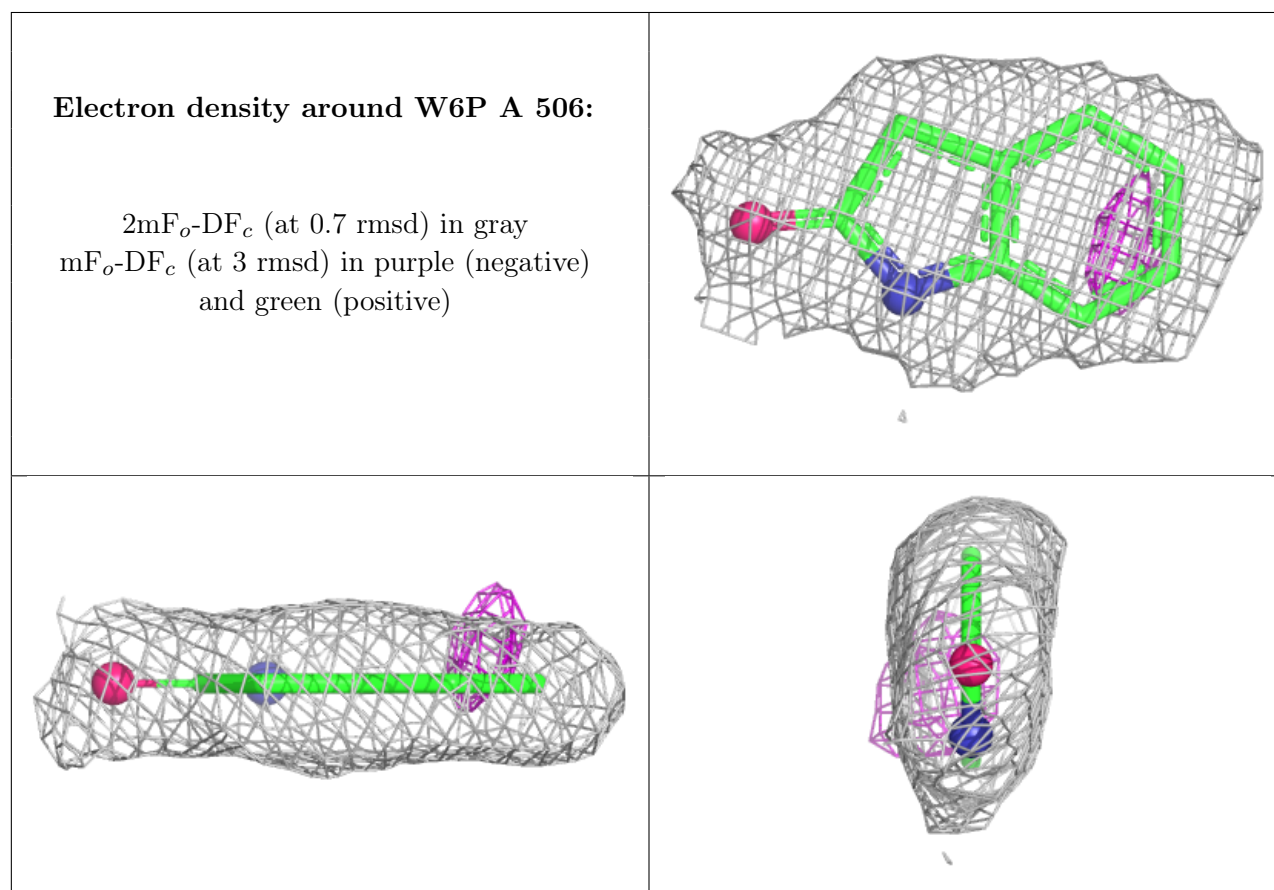 Electron density around W6P A 506:
2mFₒ-DF𝒸 (at 0.7 rmsd) in gray
mFₒ-DF𝒸 (at 3 rmsd) in purple (negative)
and green (positive)